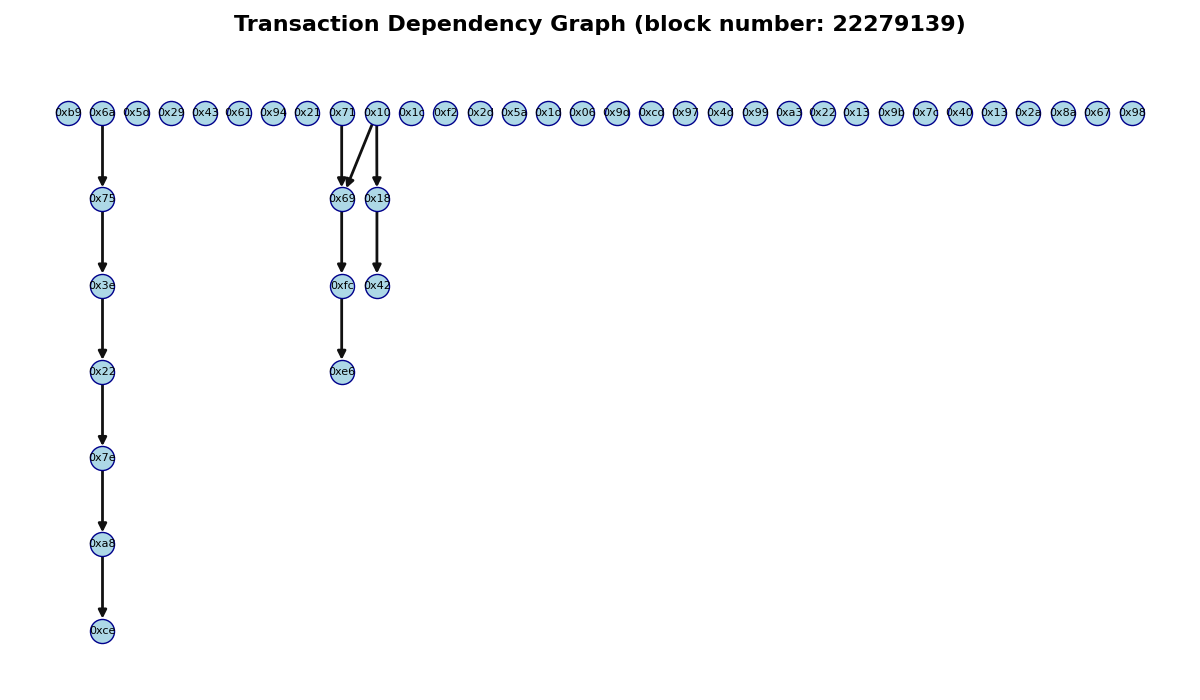 Transaction Dependency Graph (block number: 22279139)
0xb9 0x6a 0x5d 0x29 0x43 0x61 0x94 0x21 0x71 0x10 0x1c 0xf2 0x2d 0x5a 0x1d 0x06 0x9d 0xcd 0x97 0x4d 0x99 0xa3 0x22 0x13 0x9b 0x7c 0x40 0x13 0x2a 0x8a 0x67 0x98
0x75 0x69 0x18
0x3e 0xfc 0x42
0x22 0xe6
0x7e
0xa8
0xce